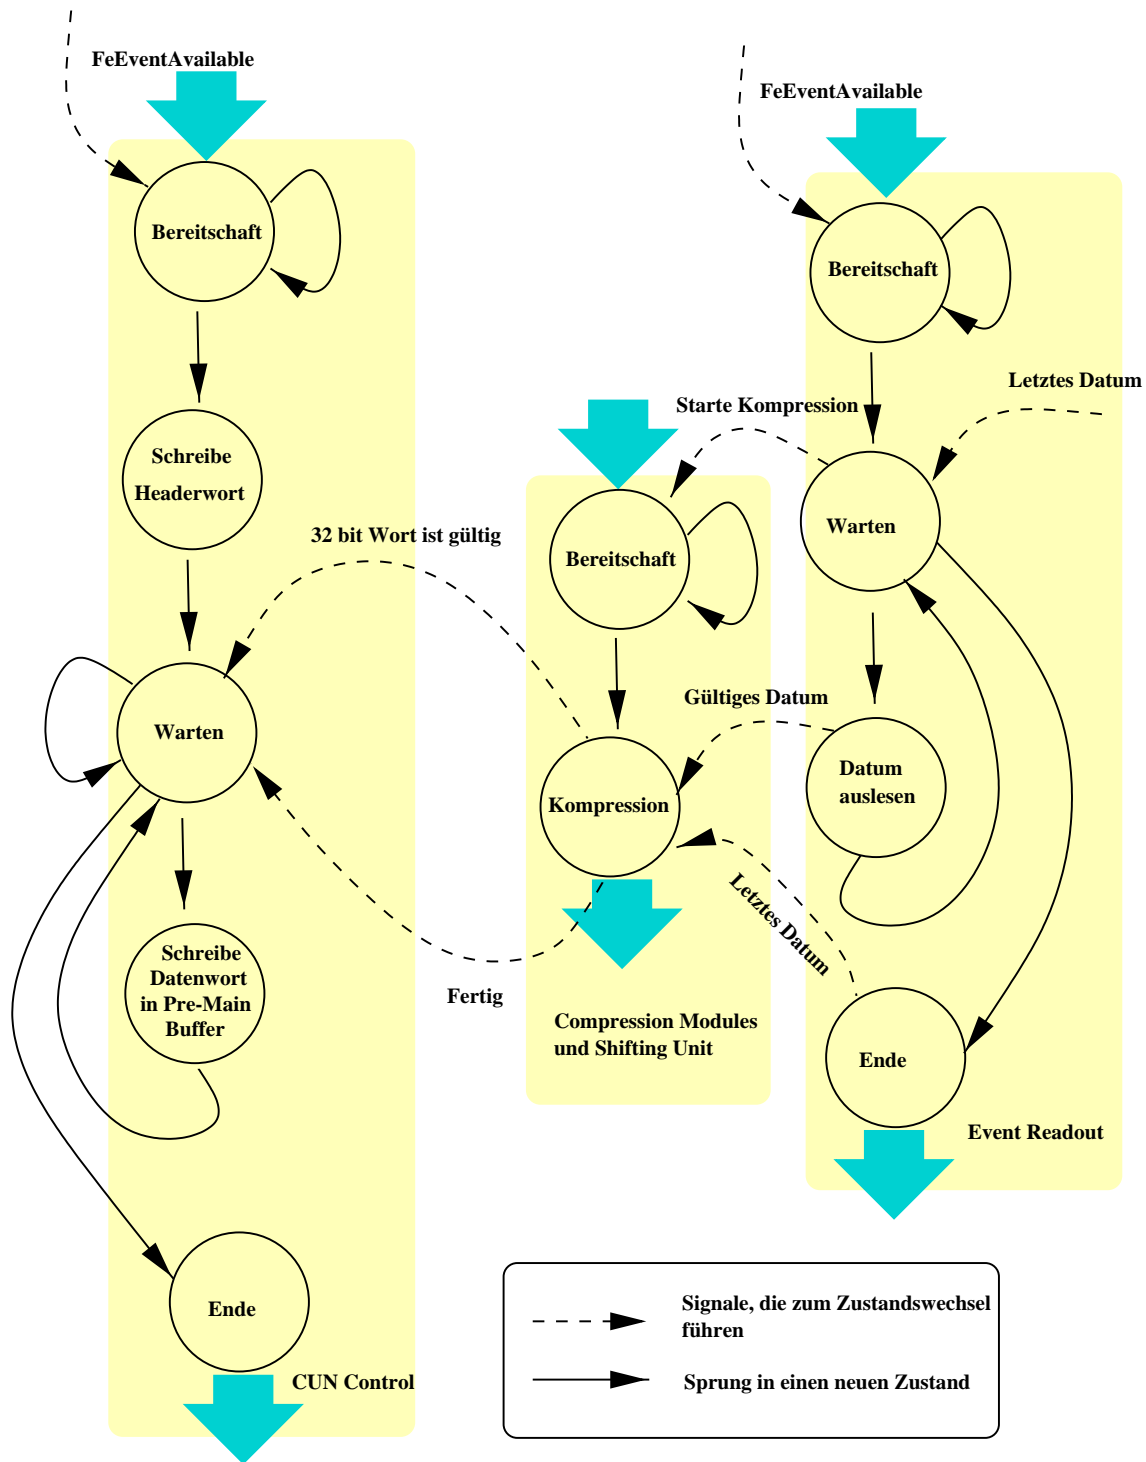 FeEventAvailable
Bereitschaft
Schreibe
Headerwort
Warten
Schreibe
Datenwort
in Pre-Main
Buffer
Ende
CUN Control
32 bit Wort ist gültig
Fertig
Starte Kompression
Bereitschaft
Kompression
Compression Modules
und Shifting Unit
Gültiges Datum
Letztes Datum
FeEventAvailable
Bereitschaft
Letztes Datum
Warten
Datum
auslesen
Ende
Event Readout
Signale, die zum Zustandswechsel
führen
Sprung in einen neuen Zustand